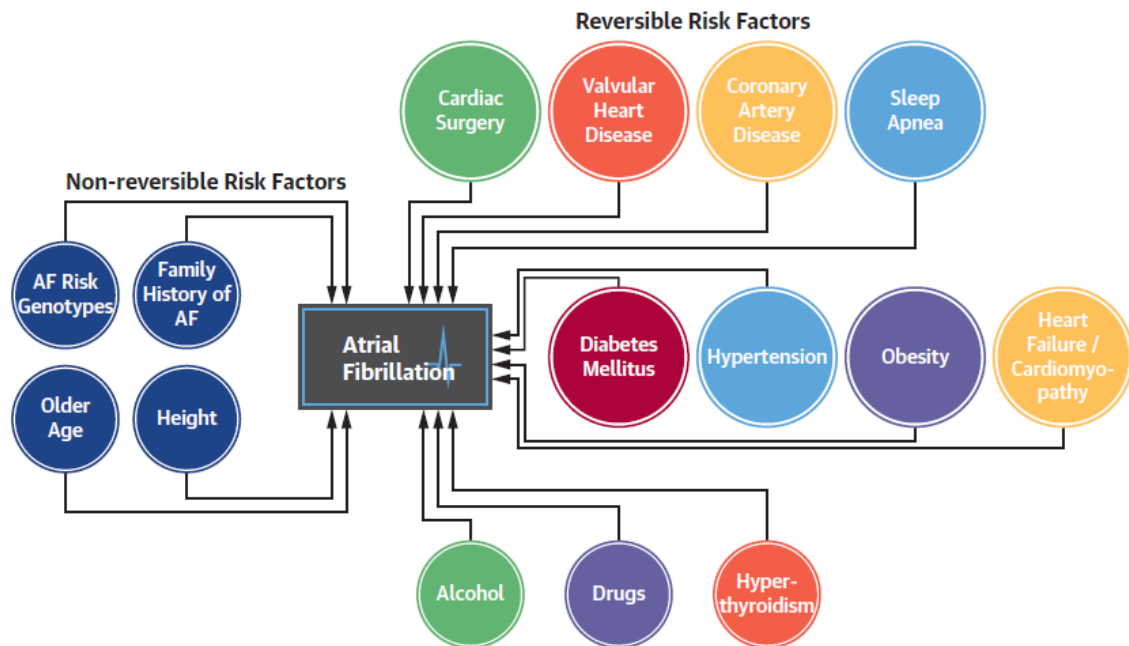 Reversible Risk Factors
Cardiac
Surgery
Valvular
Heart
Disease
Coronary
Artery
Disease
Sleep
Apnea
Non-reversible Risk Factors
AF Risk
Genotypes
Family
History of
AF
Older
Age
Height
Atrial
Fibrillation
Diabetes
Mellitus
Hypertension
Obesity
Heart
Failure /
Cardiomyo-
pathy
Alcohol
Drugs
Hyper-
thyroidism